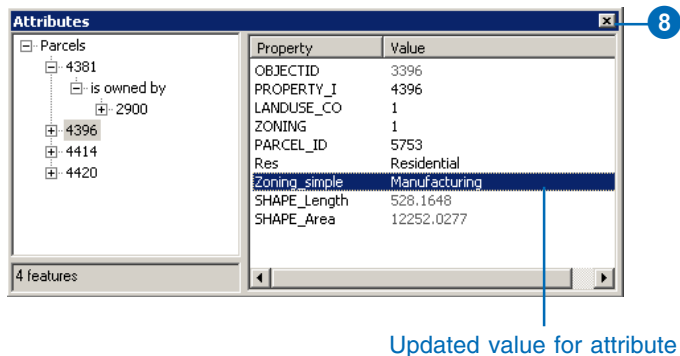 Attributes
8
Parcels
4381
is owned by
2900
4396
4414
4420
4 features
Property Value
OBJECTID 3396
PROPERTY_I 4396
LANDUSE_CO 1
ZONING 1
PARCEL_ID 5753
Res Residential
Zoning_simple Manufacturing
SHAPE_Length 528.1648
SHAPE_Area 12252.0277
Updated value for attribute